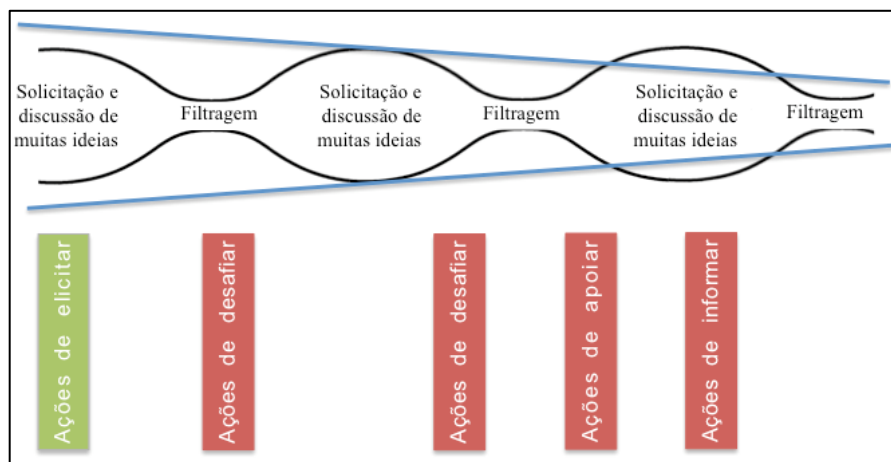 Solicitação e
discussão de
muitas ideias
Filtragem
Solicitação e
discussão de
muitas ideias
Filtragem
Solicitação e
discussão de
muitas ideias
Filtragem
Ações de elicitar
Ações de desafiar
Ações de desafiar
Ações de apoiar
Ações de informar